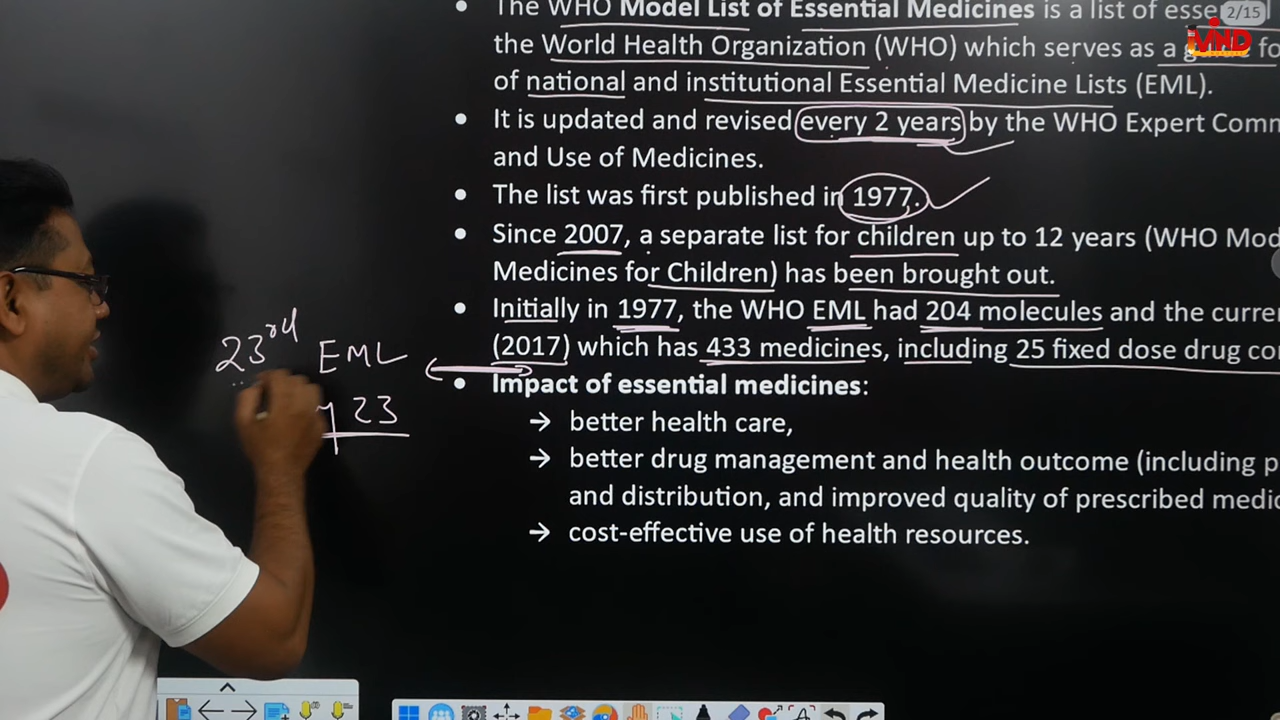 The WHO Model List of Essential Medicines is a list of
2/15
iVIND
the World Health Organization (WHO) which serves as a
of national and institutional Essential Medicine Lists (EML).
It is updated and revised every 2 years by the WHO Expert Comm
and Use of Medicines.
The list was first published in 1977.
Since 2007, a separate list for children up to 12 years (WHO Mod
Medicines for Children) has been brought out.
Initially in 1977, the WHO EML had 204 molecules and the curre
(2017) which has 433 medicines, including 25 fixed dose drug co
Impact of essential medicines:
→ better health care,
→ better drug management and health outcome (including p
and distribution, and improved quality of prescribed medic
→ cost-effective use of health resources.
23rd EML
23